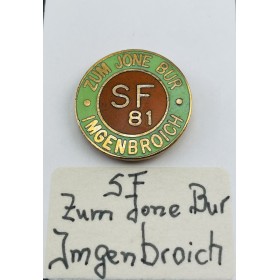 ZUM JONE BUR
SF
81
IMGENBROICH
SF
Zum Jone Bur
Imgenbroich